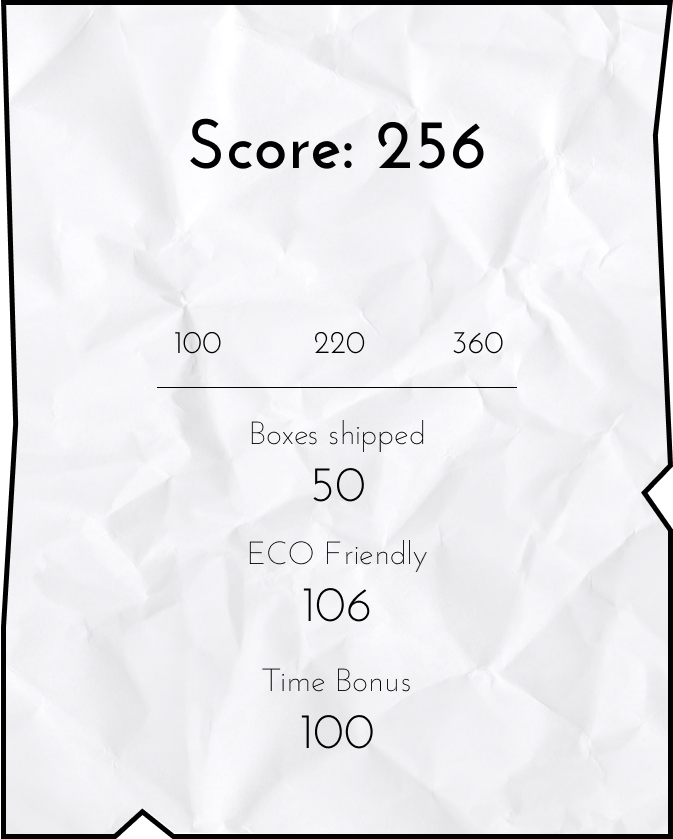 Score: 256
100 220 360
Boxes shipped
50
ECO Friendly
106
Time Bonus
100